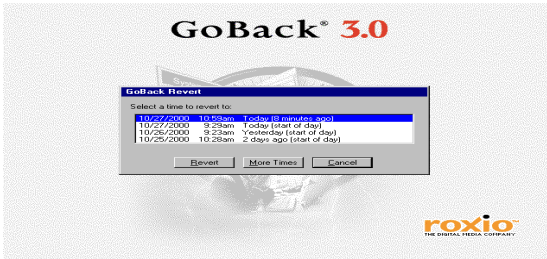 GoBack® 3.0
GoBack Revert
Select a time to revert to:
10/27/2000 10:59am Today (8 minutes ago)
10/27/2000 9:29am Today (start of day)
10/26/2000 9:23am Yesterday (start of day)
10/25/2000 10:28am 2 days ago (start of day)
Revert More Times Cancel
roxio™
THE DIGITAL MEDIA COMPANY